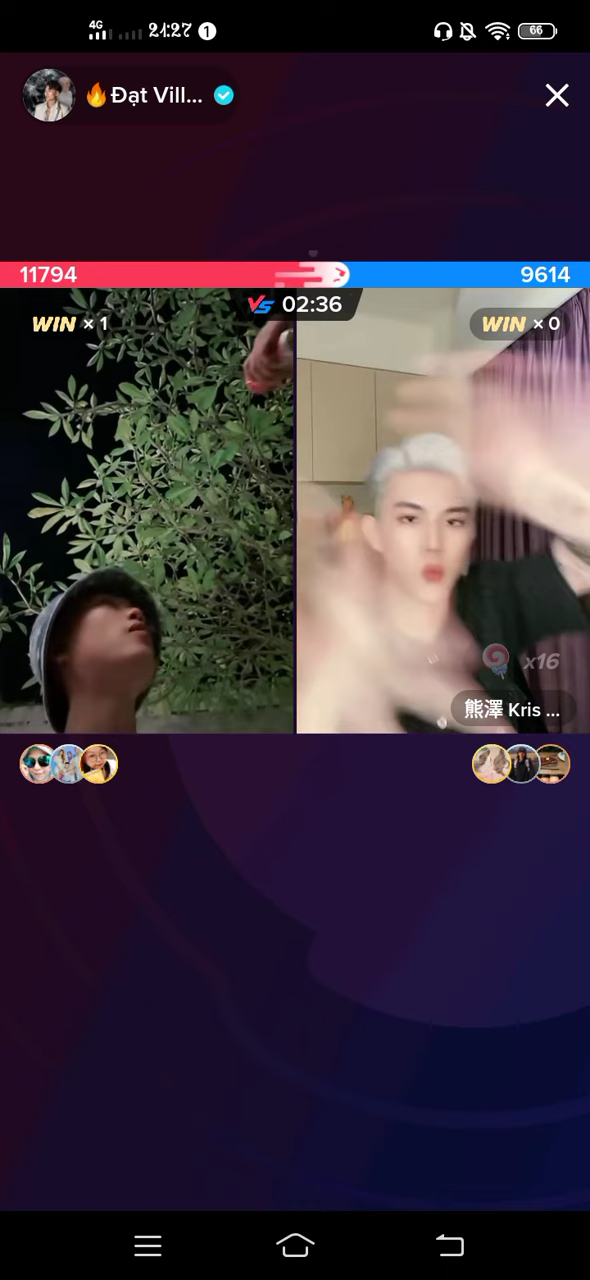 4G 21:27 1 66
🔥Đạt Vill...
11794 9614
VS 02:36
WIN × 1 WIN × 0
x16
熊澤 Kris ...